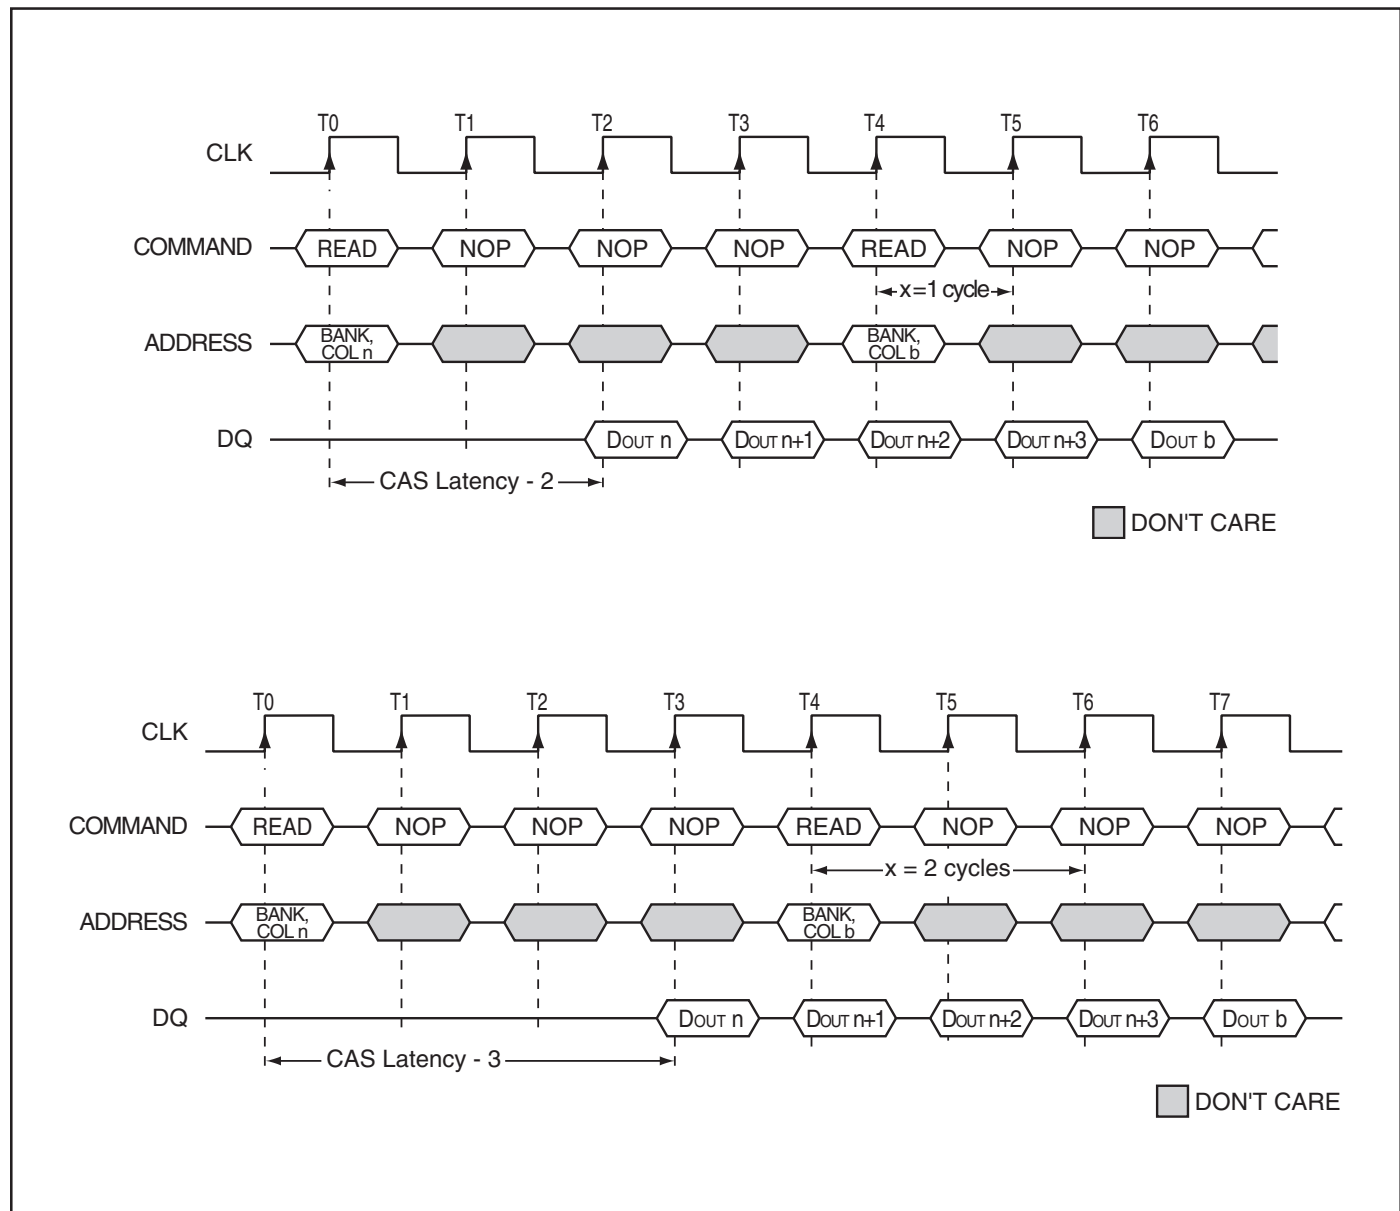 T0 T1 T2 T3 T4 T5 T6
CLK
COMMAND READ NOP NOP NOP READ NOP NOP
x=1 cycle
ADDRESS BANK, COL n BANK, COL b
DQ DOUT n DOUT n+1 DOUT n+2 DOUT n+3 DOUT b
CAS Latency - 2
DON'T CARE
T0 T1 T2 T3 T4 T5 T6 T7
CLK
COMMAND READ NOP NOP NOP READ NOP NOP NOP
x = 2 cycles
ADDRESS BANK, COL n BANK, COL b
DQ DOUT n DOUT n+1 DOUT n+2 DOUT n+3 DOUT b
CAS Latency - 3
DON'T CARE